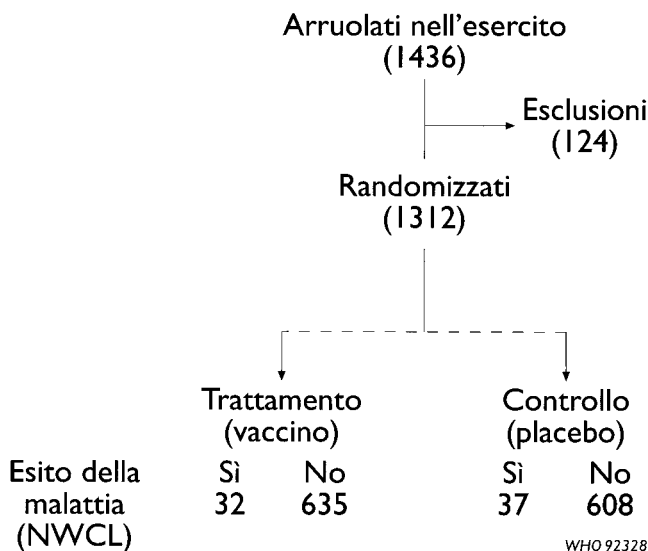 Arruolati nell'esercito
(1436)
Esclusioni
(124)
Randomizzati
(1312)
Trattamento
(vaccino)
Controllo
(placebo)
Esito della
malattia
(NWCL)
Sì No
32 635
Sì No
37 608
WHO 92328